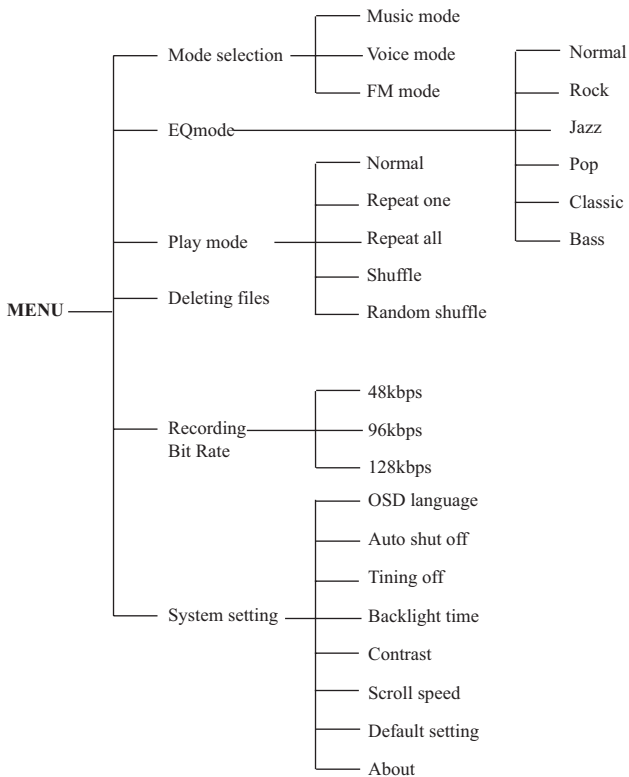 MENU
Mode selection
Music mode
Voice mode
FM mode
EQmode
Normal
Rock
Jazz
Pop
Classic
Bass
Play mode
Normal
Repeat one
Repeat all
Shuffle
Random shuffle
Deleting files
Recording
Bit Rate
48kbps
96kbps
128kbps
System setting
OSD language
Auto shut off
Tining off
Backlight time
Contrast
Scroll speed
Default setting
About